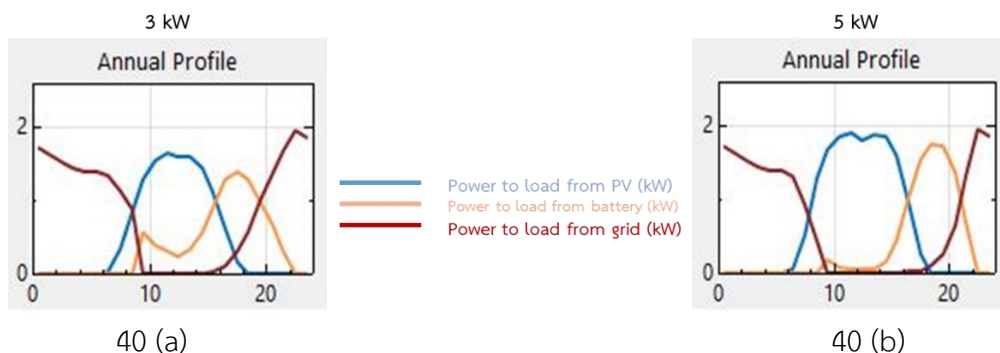 3 kW
Annual Profile
2
0
0
10
20
40 (a)
Power to load from PV (kW)
Power to load from battery (kW)
Power to load from grid (kW)
5 kW
Annual Profile
2
0
0
10
20
40 (b)